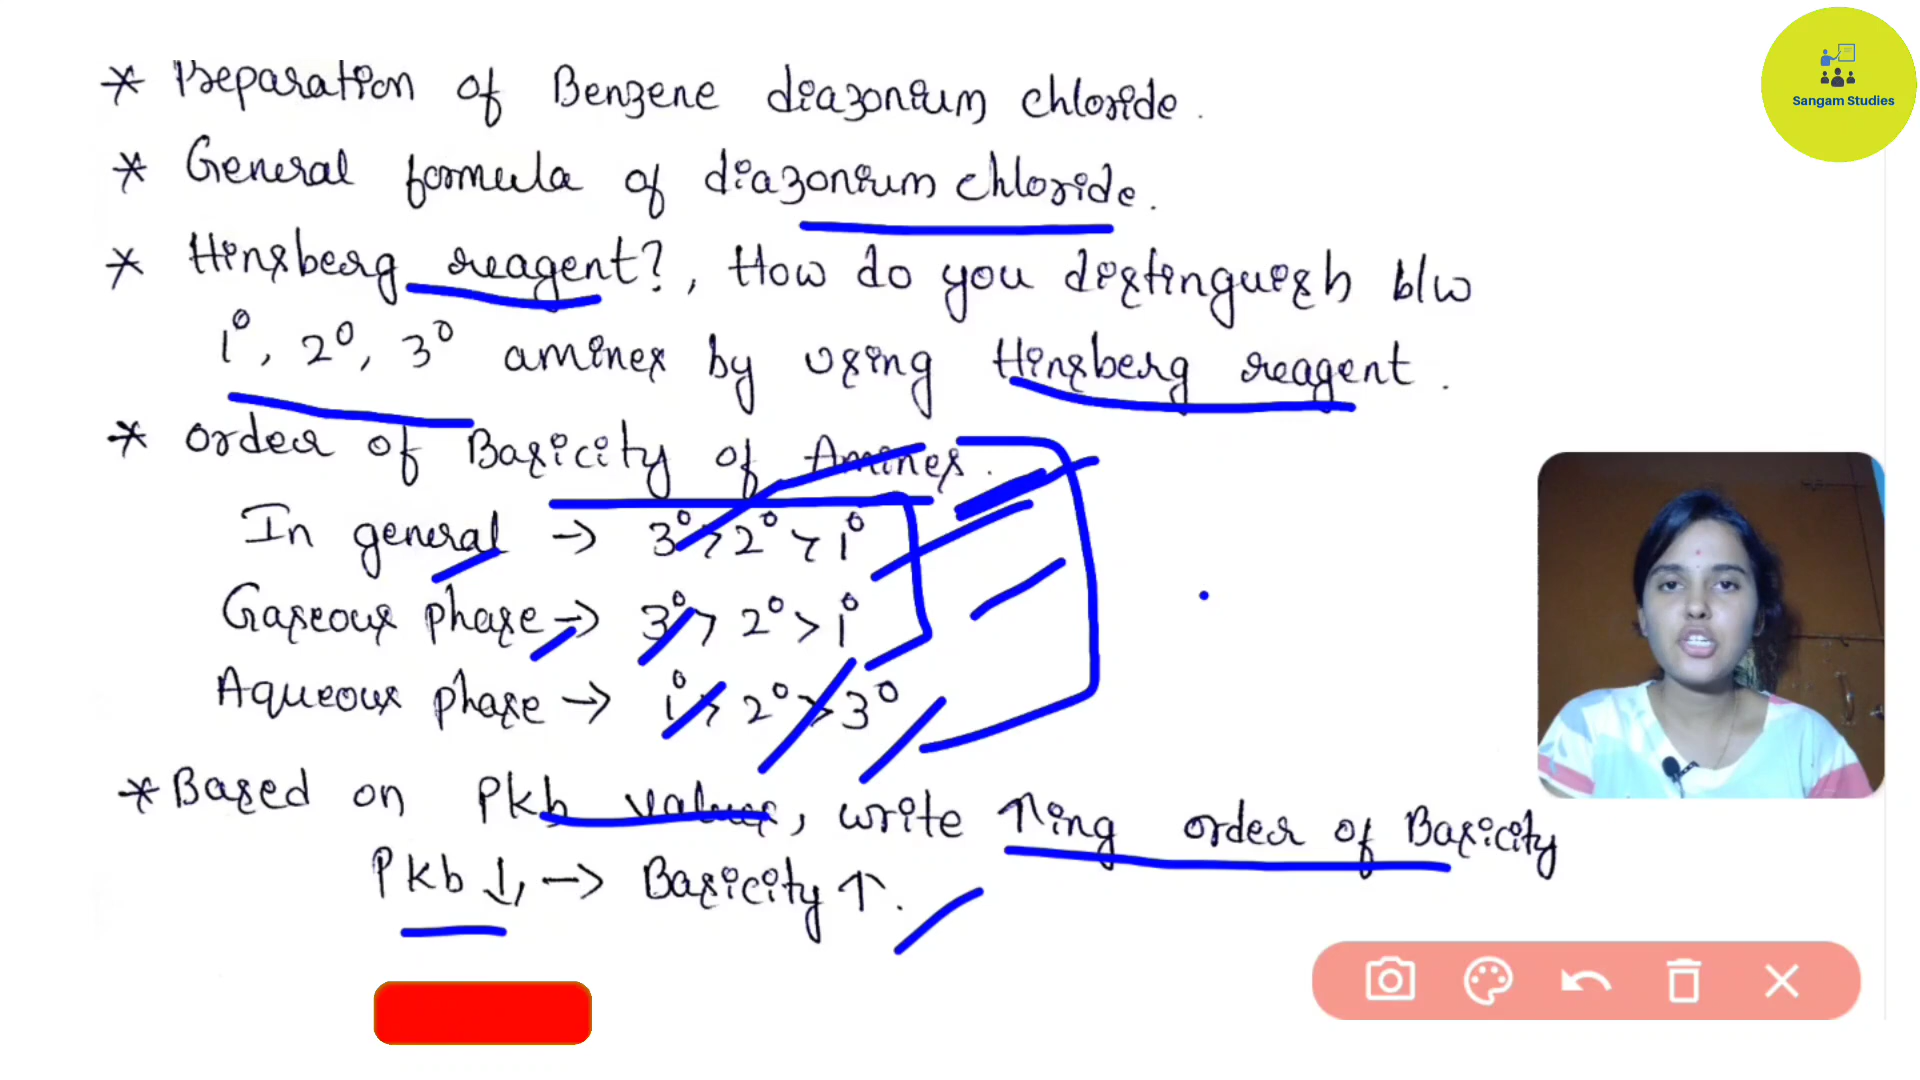 * Preparation of Benzene diazonium chloride.
* General formula of diazonium chloride.
* Hinsberg reagent?, How do you distinguish b/w
1°, 2°, 3° amines by using Hinsberg reagent.
* Order of Basicity of Amines.
In general → 3° > 2° > 1°
Gaseous phase → 3° > 2° > 1°
Aqueous phase → 1° > 2° > 3°
* Based on Pkb values, write ↑ing order of Basicity
Pkb ↓, → Basicity ↑.
Sangam Studies